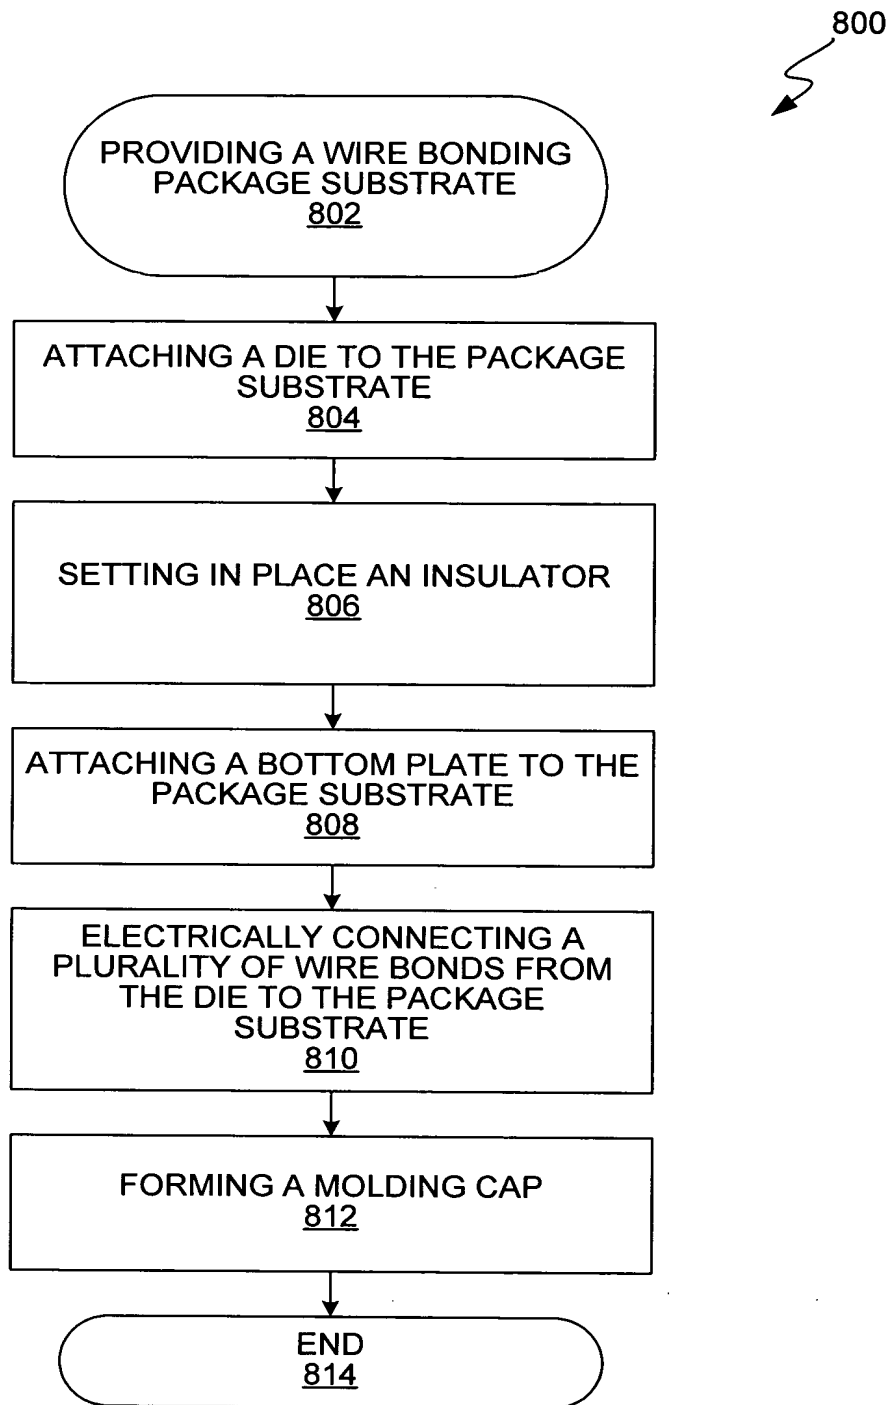 800
PROVIDING A WIRE BONDING
PACKAGE SUBSTRATE
802
ATTACHING A DIE TO THE PACKAGE
SUBSTRATE
804
SETTING IN PLACE AN INSULATOR
806
ATTACHING A BOTTOM PLATE TO THE
PACKAGE SUBSTRATE
808
ELECTRICALLY CONNECTING A
PLURALITY OF WIRE BONDS FROM
THE DIE TO THE PACKAGE
SUBSTRATE
810
FORMING A MOLDING CAP
812
END
814